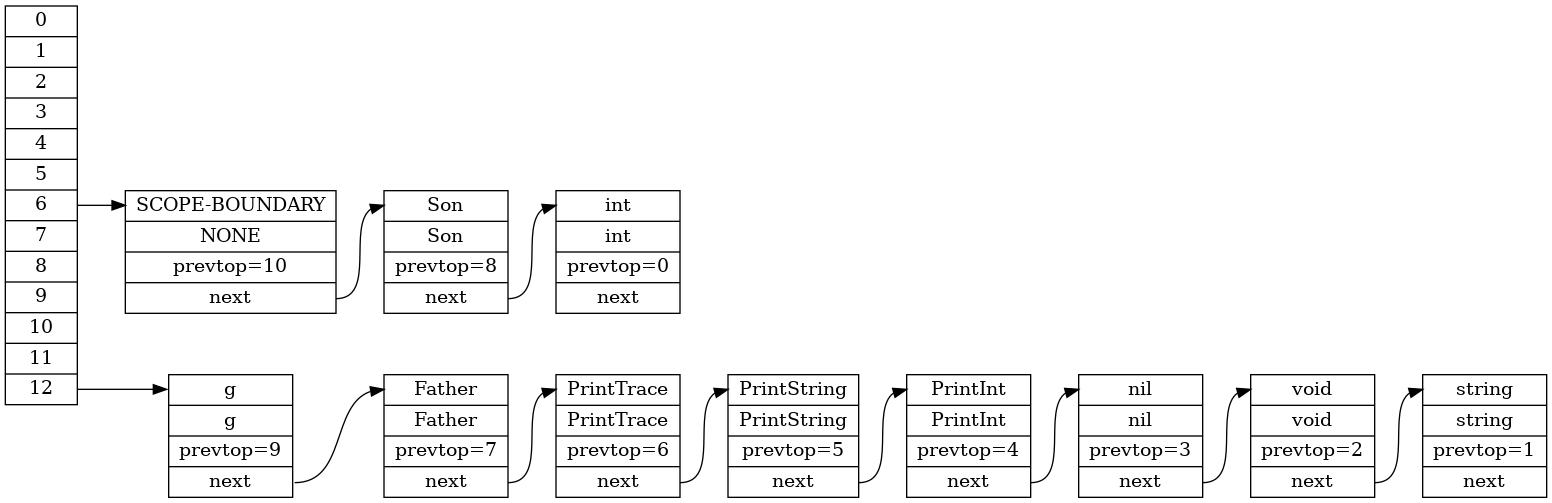 0
1
2
3
4
5
6
7
8
9
10
11
12
SCOPE-BOUNDARY
NONE
prevtop=10
next
Son
Son
prevtop=8
next
int
int
prevtop=0
next
g
g
prevtop=9
next
Father
Father
prevtop=7
next
PrintTrace
PrintTrace
prevtop=6
next
PrintString
PrintString
prevtop=5
next
PrintInt
PrintInt
prevtop=4
next
nil
nil
prevtop=3
next
void
void
prevtop=2
next
string
string
prevtop=1
next